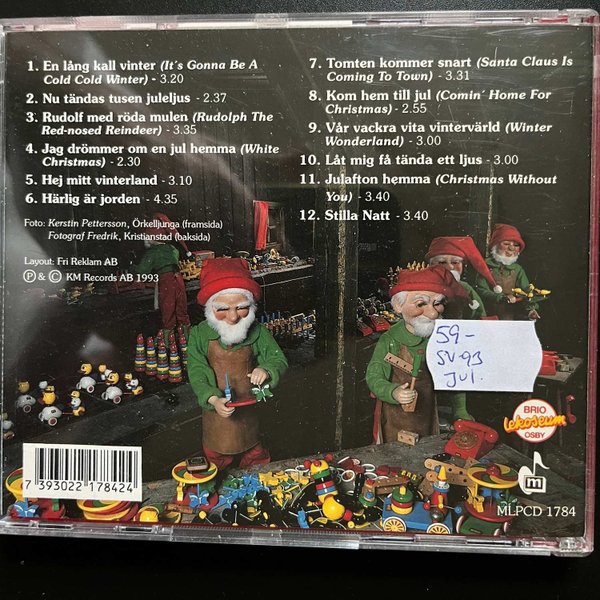 1. En lång kall vinter (It's Gonna Be A
Cold Cold Winter) - 3.20
2. Nu tändas tusen juleljus - 2.37
3. Rudolf med röda mulen (Rudolph The
Red-nosed Reindeer) - 3.35
4. Jag drömmer om en jul hemma (White
Christmas) - 2.30
5. Hej mitt vinterland - 3.10
6. Härlig är jorden - 4.35
Foto: Kerstin Pettersson, Örkelljunga (framsida)
Fotograf Fredrik, Kristianstad (baksida)
Layout: Fri Reklam AB
Ⓟ & © KM Records AB 1993
7. Tomten kommer snart (Santa Claus Is
Coming To Town) - 3.31
8. Kom hem till jul (Comin' Home For
Christmas) - 2.55
9. Vår vackra vita vintervärld (Winter
Wonderland) - 3.00
10. Låt mig få tända ett ljus - 3.00
11. Julafton hemma (Christmas Without
You) - 3.40
12. Stilla Natt - 3.40
59-
SV-93
JUL.
BRIO
lekoseum
OSBY
m
MLPCD 1784
7 393022 178424